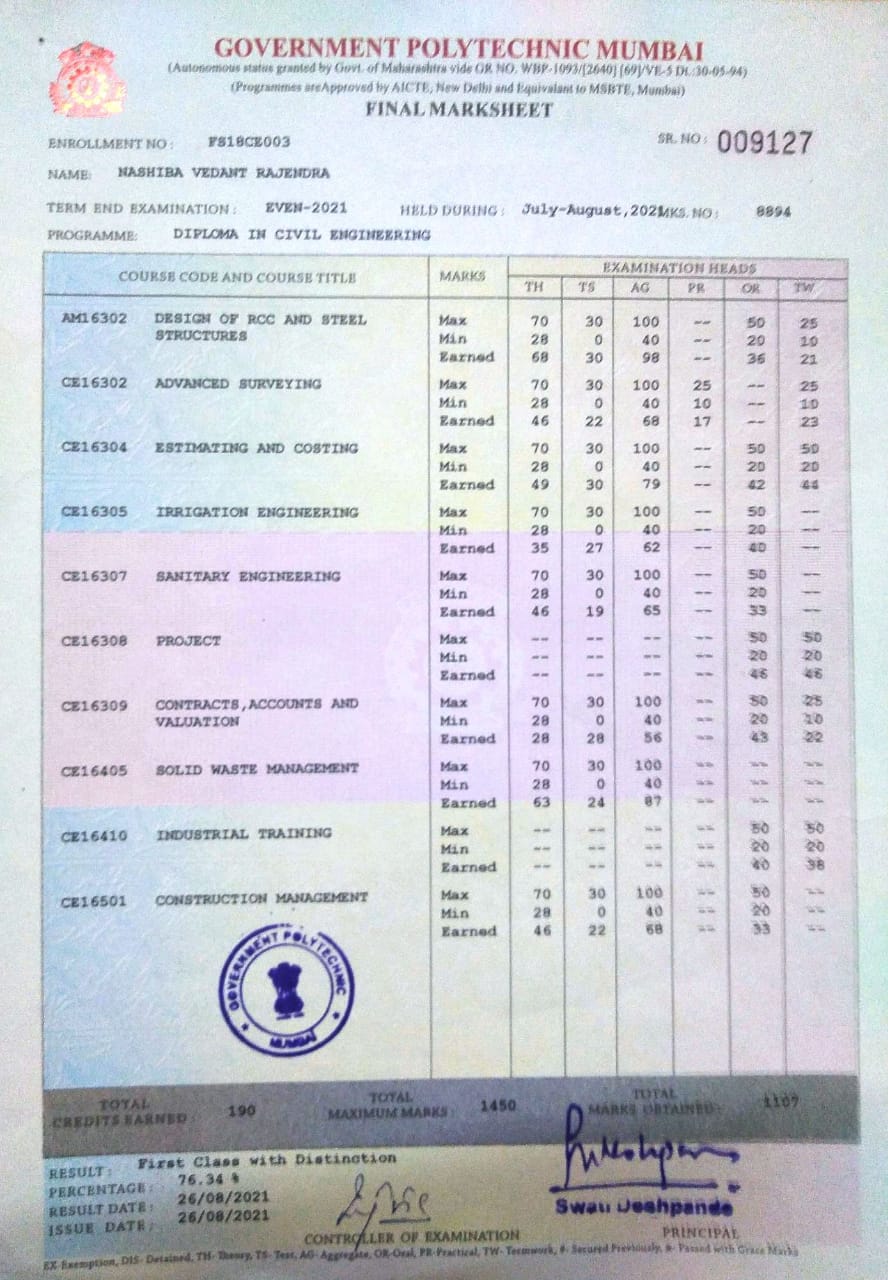 GOVERNMENT POLYTECHNIC MUMBAI
(Autonomous status granted by Govt. of Maharashtra vide GR NO. WBP-1093/[2640] [69]/VE-5 Dt.:30-05-94)
(Programmes areApproved by AICTE, New Delhi and Equivalant to MSBTE, Mumbai)
FINAL MARKSHEET
ENROLLMENT NO : FS18CE003 SR. NO : 009127
NAME: NASHIBA VEDANT RAJENDRA
TERM END EXAMINATION : EVEN-2021 HELD DURING : July-August,2021 MKS. NO : 8894
PROGRAMME: DIPLOMA IN CIVIL ENGINEERING
COURSE CODE AND COURSE TITLE MARKS EXAMINATION HEADS
TH TS AG PR OR TW
AM16302 DESIGN OF RCC AND STEEL Max 70 30 100 -- 50 25
STRUCTURES Min 28 0 40 -- 20 10
Earned 68 30 98 -- 36 21
CE16302 ADVANCED SURVEYING Max 70 30 100 25 -- 25
Min 28 0 40 10 -- 10
Earned 46 22 68 17 -- 23
CE16304 ESTIMATING AND COSTING Max 70 30 100 -- 50 50
Min 28 0 40 -- 20 20
Earned 49 30 79 -- 42 44
CE16305 IRRIGATION ENGINEERING Max 70 30 100 -- 50 --
Min 28 0 40 -- 20 --
Earned 35 27 62 -- 40 --
CE16307 SANITARY ENGINEERING Max 70 30 100 -- 50 --
Min 28 0 40 -- 20 --
Earned 46 19 65 -- 33 --
CE16308 PROJECT Max -- -- -- -- 50 50
Min -- -- -- -- 20 20
Earned -- -- -- -- 46 46
CE16309 CONTRACTS,ACCOUNTS AND Max 70 30 100 -- 50 25
VALUATION Min 28 0 40 -- 20 10
Earned 28 28 56 -- 43 22
CE16405 SOLID WASTE MANAGEMENT Max 70 30 100 -- -- --
Min 28 0 40 -- -- --
Earned 63 24 87 -- -- --
CE16410 INDUSTRIAL TRAINING Max -- -- -- -- 50 50
Min -- -- -- -- 20 20
Earned -- -- -- -- 40 38
CE16501 CONSTRUCTION MANAGEMENT Max 70 30 100 -- 50 --
Min 28 0 40 -- 20 --
Earned 46 22 68 -- 33 --
GOVERNMENT POLYTECHNIC
MUMBAI
TOTAL CREDITS EARNED : 190 TOTAL MAXIMUM MARKS : 1450 TOTAL MARKS OBTAINED : 1107
RESULT : First Class with Distinction
PERCENTAGE : 76.34 %
RESULT DATE : 26/08/2021
ISSUE DATE : 26/08/2021
Swati Deshpande
CONTROLLER OF EXAMINATION PRINCIPAL
EX-Exemption, DIS- Detained, TH- Theory, TS- Test, AG- Aggregate, OR-Oral, PR-Practical, TW- Termwork, #- Secured Previously, &- Passed with Grace Marks